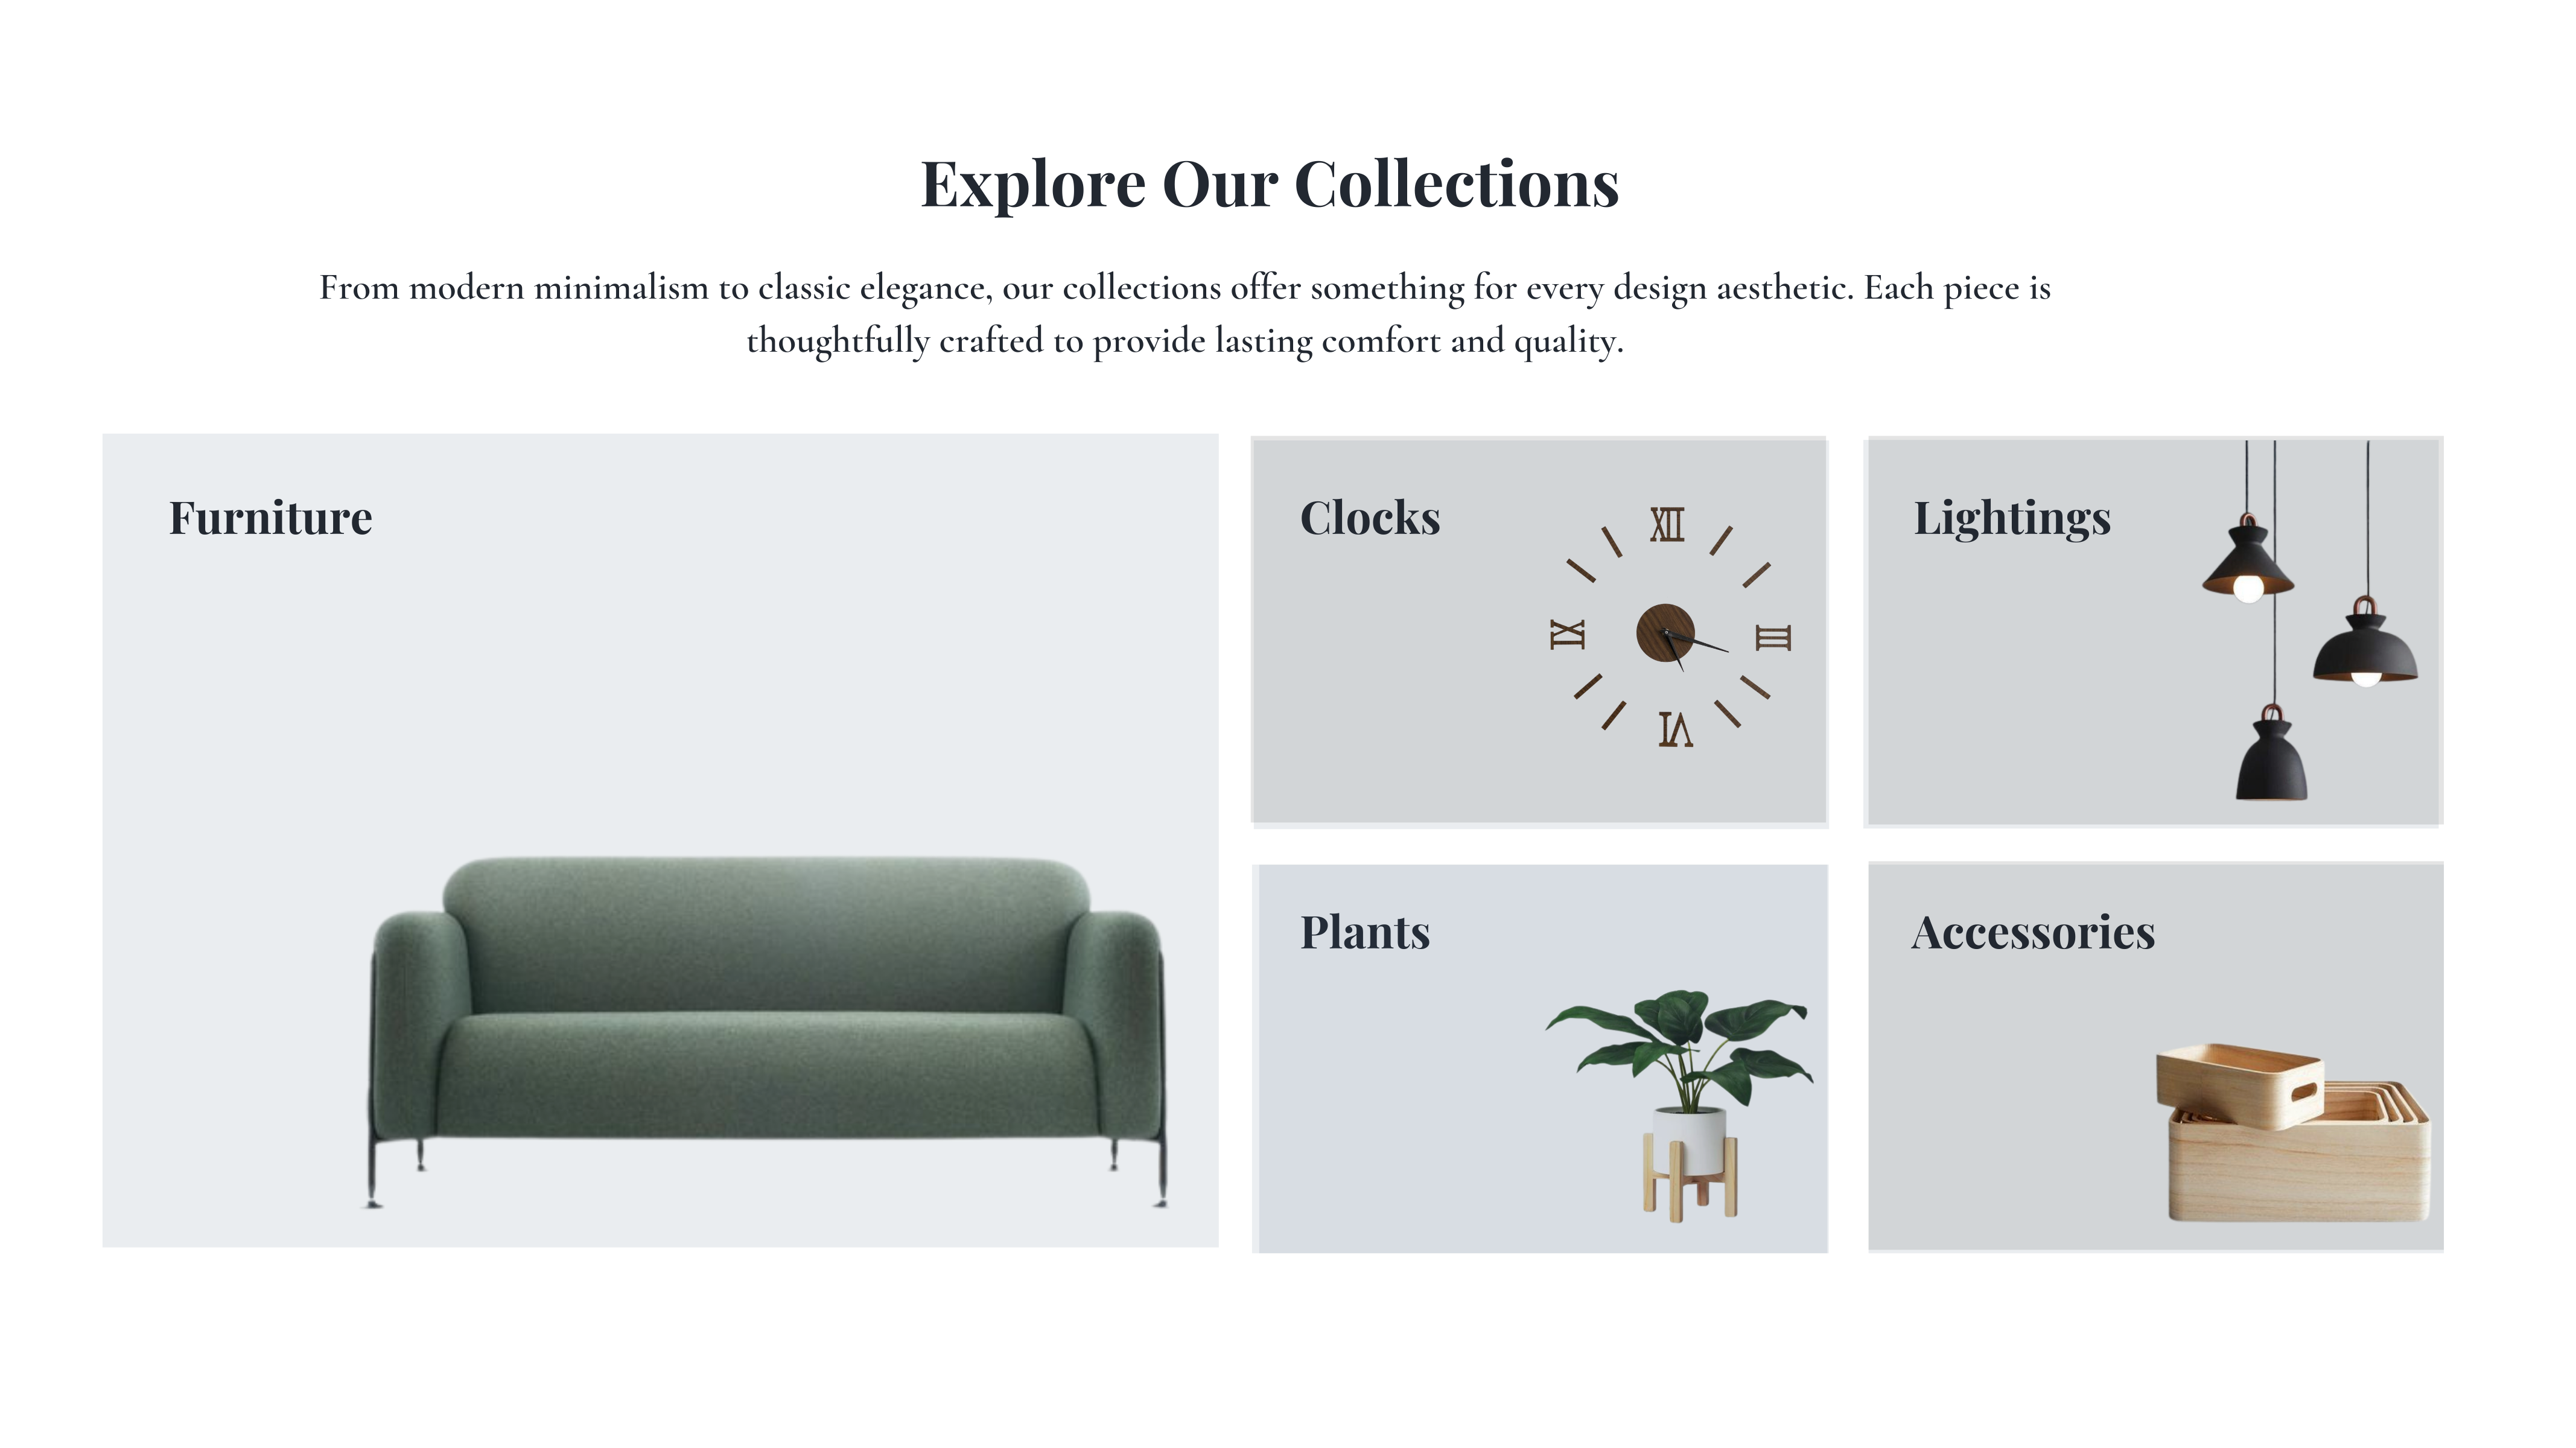 Explore Our Collections
From modern minimalism to classic elegance, our collections offer something for every design aesthetic. Each piece is
thoughtfully crafted to provide lasting comfort and quality.
Furniture
Clocks
XII
IX
III
VI
Lightings
Plants
Accessories